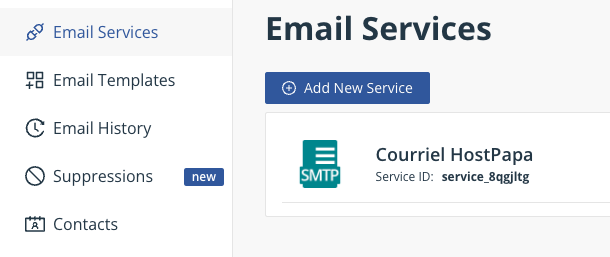 Email Services
Email Templates
Email History
Suppressions new
Contacts
Email Services
Add New Service
SMTP
Courriel HostPapa
Service ID: service_8qgjltg